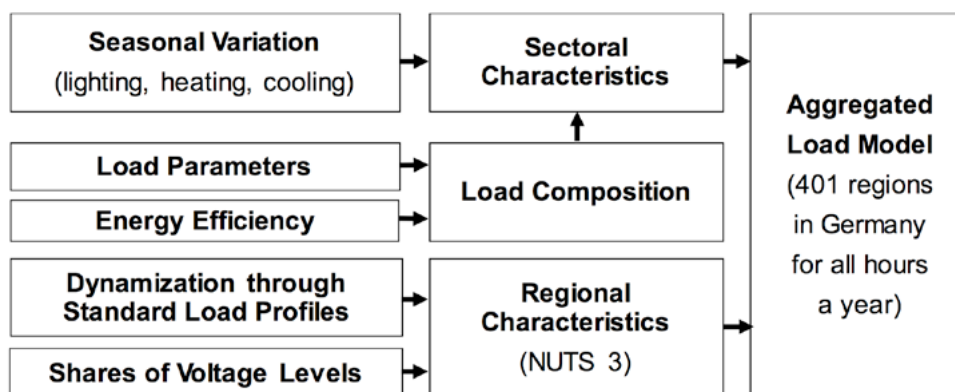 Seasonal Variation
(lighting, heating, cooling)
Sectoral
Characteristics
Load Parameters
Energy Efficiency
Load Composition
Dynamization through
Standard Load Profiles
Shares of Voltage Levels
Regional
Characteristics
(NUTS 3)
Aggregated
Load Model
(401 regions
in Germany
for all hours
a year)